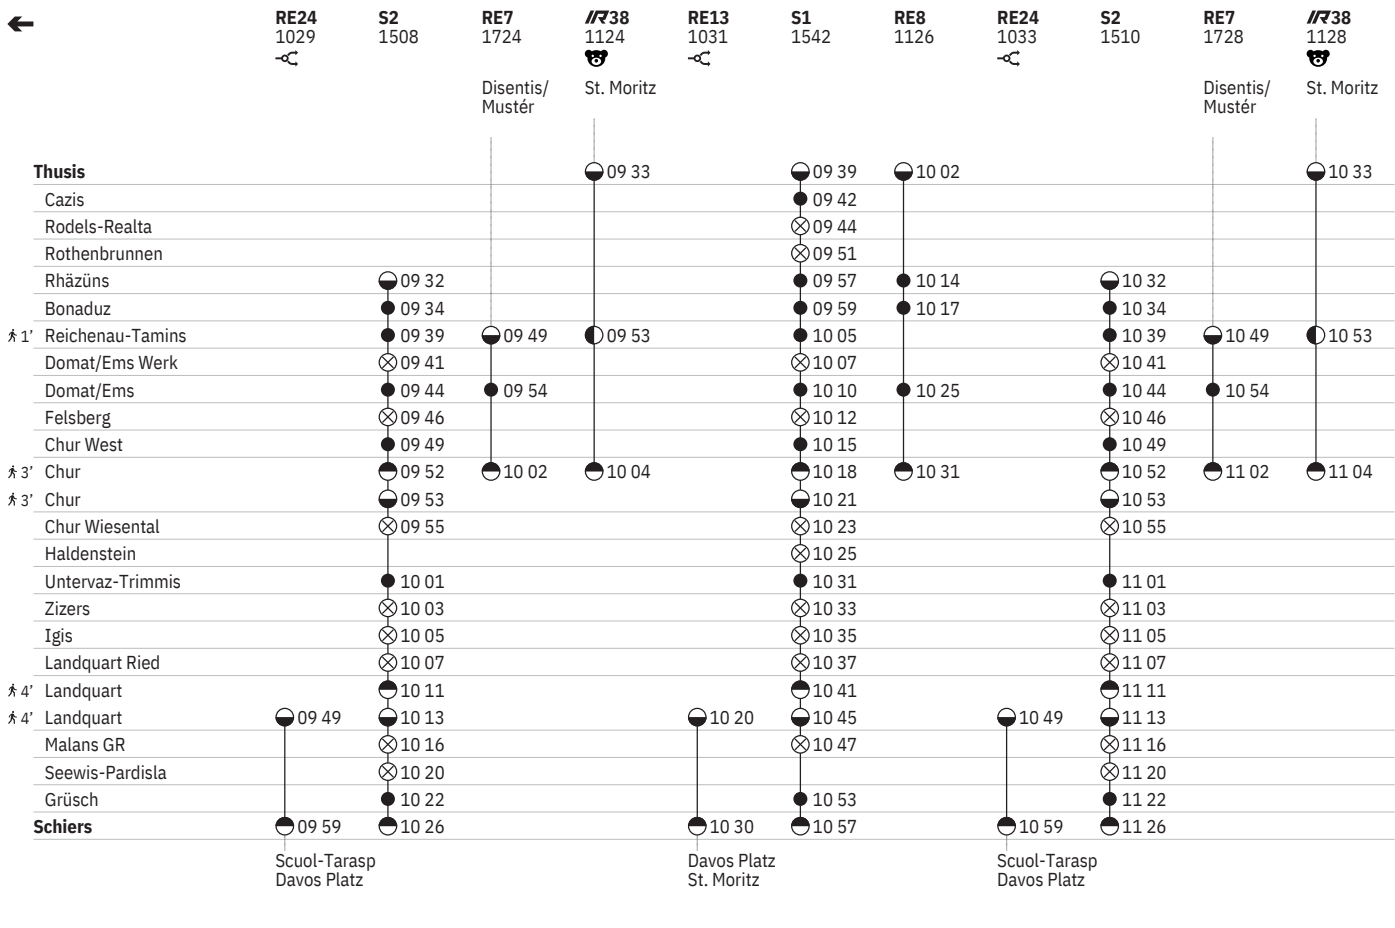 RE24 S2 RE7 IR38 RE13 S1 RE8 RE24 S2 RE7 IR38
1029 1508 1724 1124 1031 1542 1126 1033 1510 1728 1128
Disentis/ St. Moritz Disentis/ St. Moritz
Mustér Mustér
Thusis 09 33 09 39 10 02 10 33
Cazis 09 42
Rodels-Realta 09 44
Rothenbrunnen 09 51
Rhäzüns 09 32 09 57 10 14 10 32
Bonaduz 09 34 09 59 10 17 10 34
1’ Reichenau-Tamins 09 39 09 49 09 53 10 05 10 39 10 49 10 53
Domat/Ems Werk 09 41 10 07 10 41
Domat/Ems 09 44 09 54 10 10 10 25 10 44 10 54
Felsberg 09 46 10 12 10 46
Chur West 09 49 10 15 10 49
3’ Chur 09 52 10 02 10 04 10 18 10 31 10 52 11 02 11 04
3’ Chur 09 53 10 21 10 53
Chur Wiesental 09 55 10 23 10 55
Haldenstein 10 25
Untervaz-Trimmis 10 01 10 31 11 01
Zizers 10 03 10 33 11 03
Igis 10 05 10 35 11 05
Landquart Ried 10 07 10 37 11 07
4’ Landquart 10 11 10 41 11 11
4’ Landquart 09 49 10 13 10 20 10 45 10 49 11 13
Malans GR 10 16 10 47 11 16
Seewis-Pardisla 10 20 11 20
Grüsch 10 22 10 53 11 22
Schiers 09 59 10 26 10 30 10 57 10 59 11 26
Scuol-Tarasp Davos Platz Scuol-Tarasp
Davos Platz St. Moritz Davos Platz